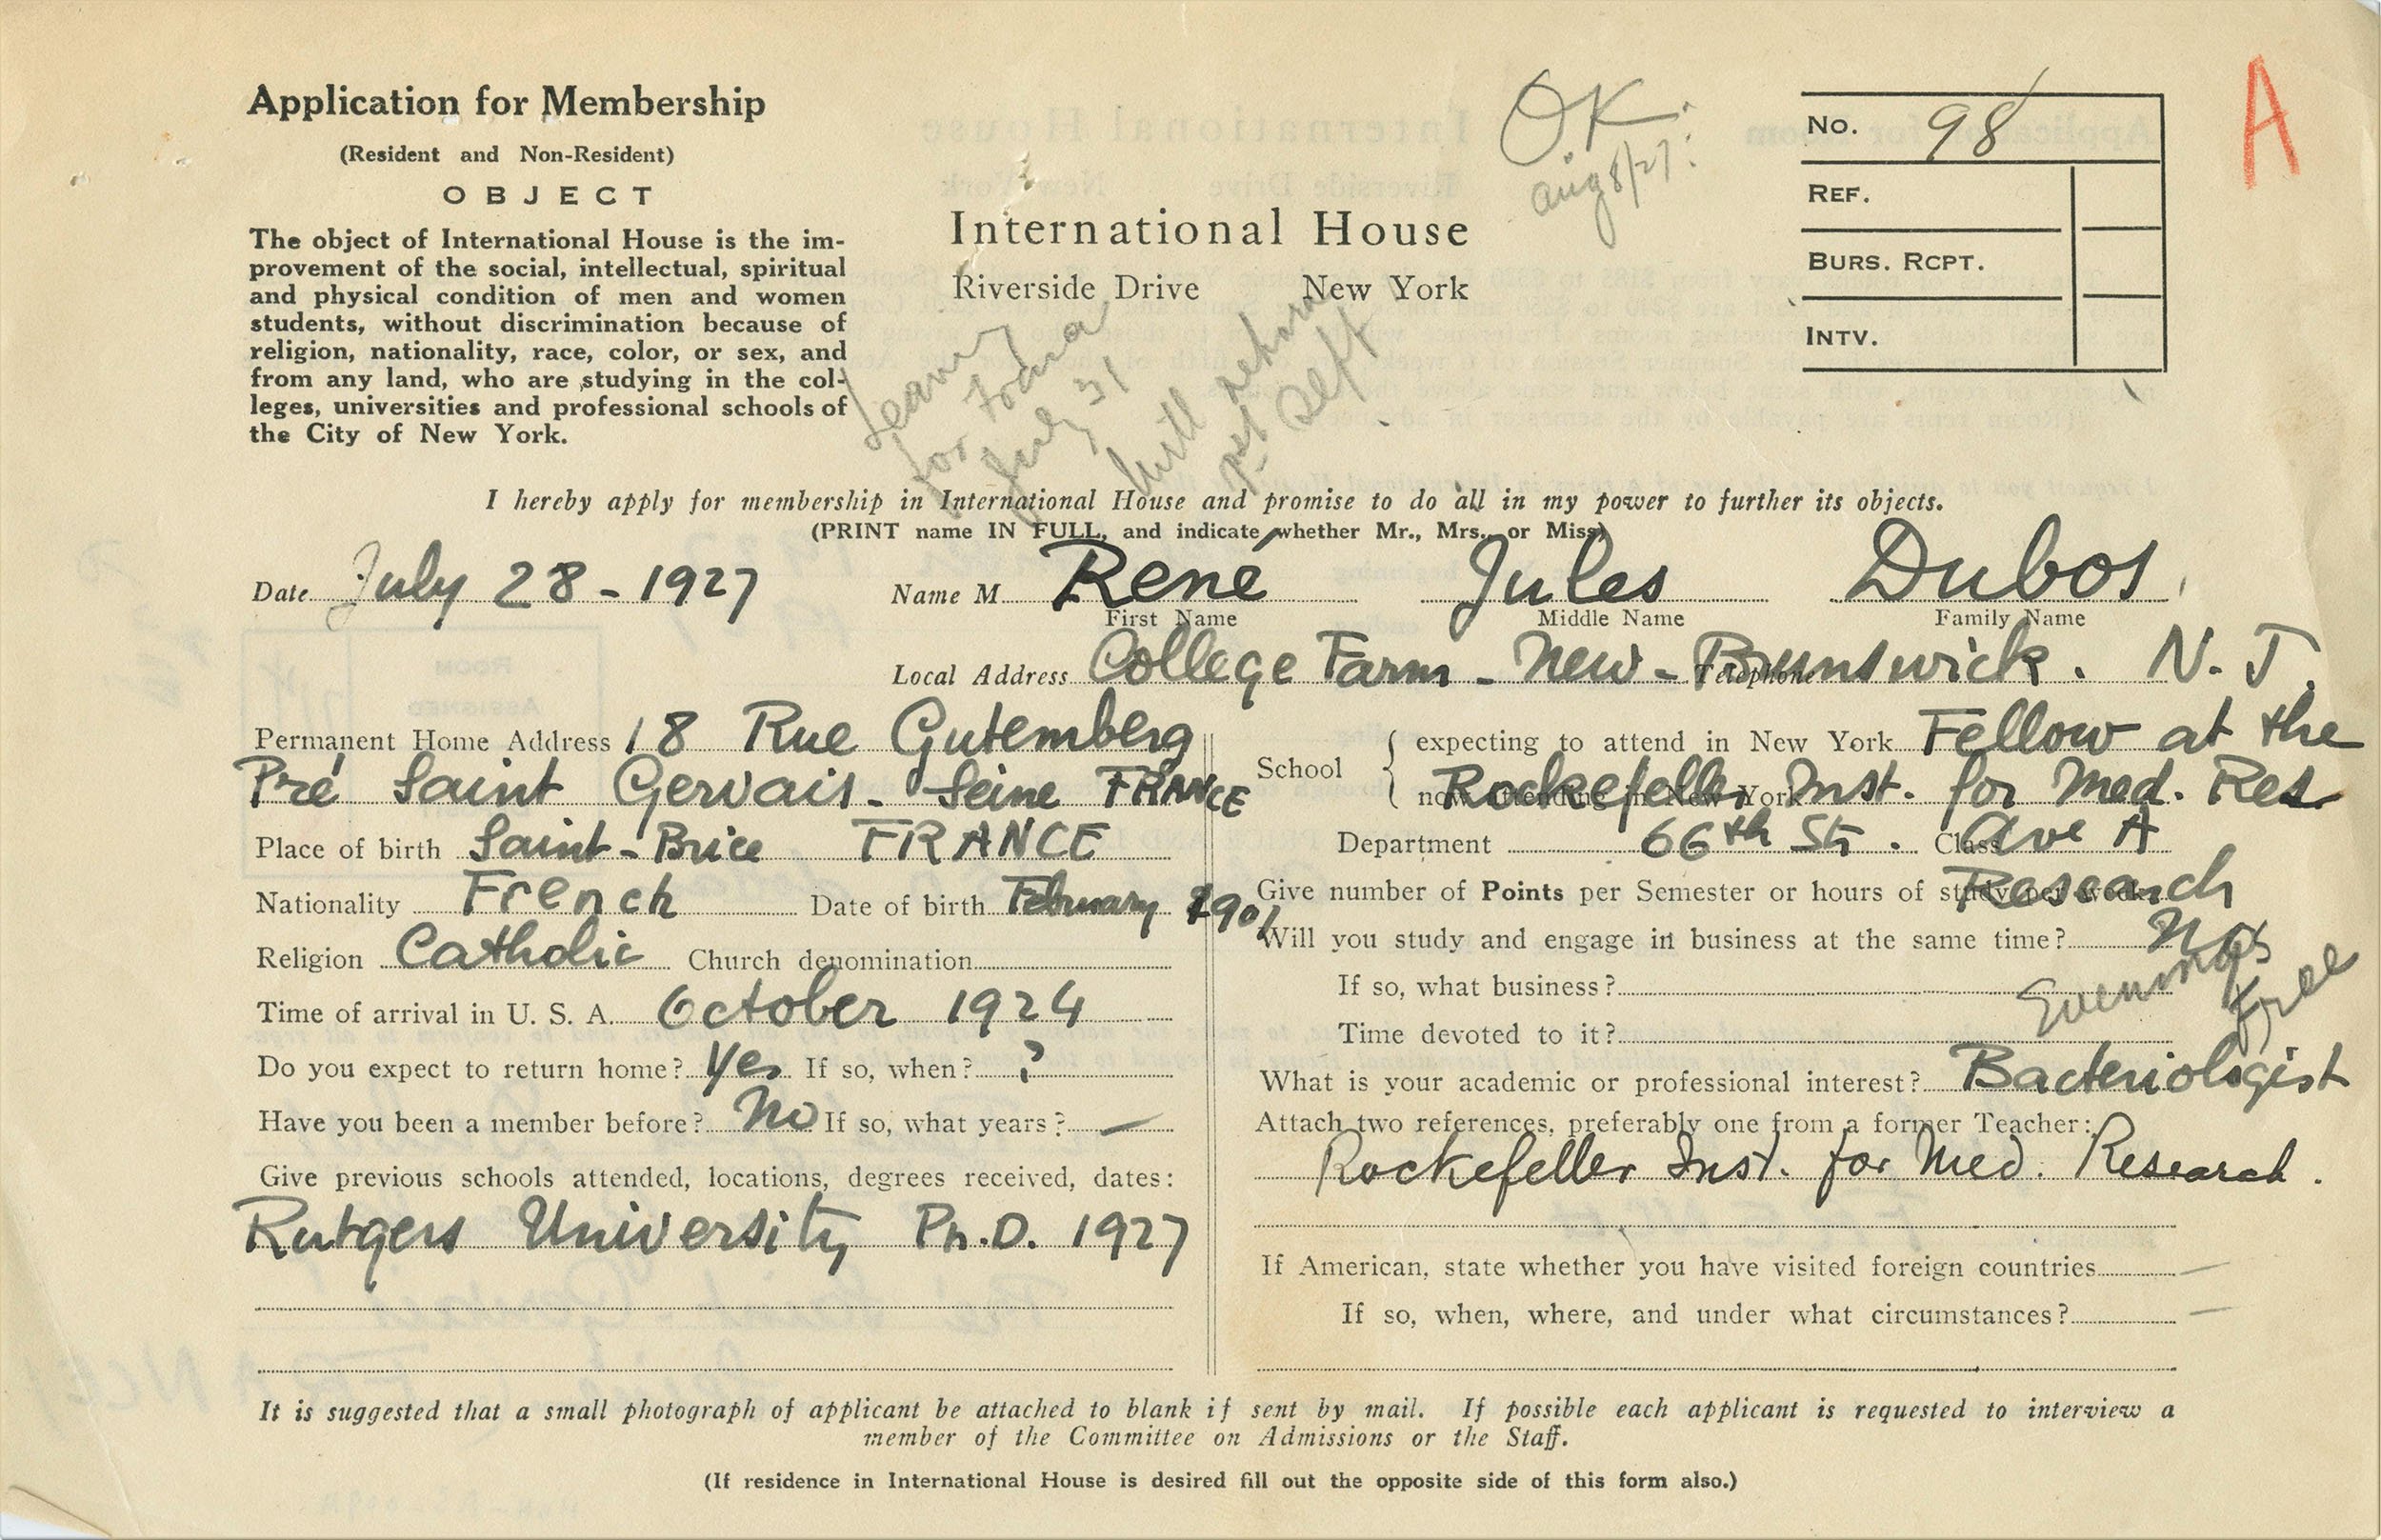 Application for Membership
(Resident and Non-Resident)
OBJECT
The object of International House is the im-
provement of the social, intellectual, spiritual
and physical condition of men and women
students, without discrimination because of
religion, nationality, race, color, or sex, and
from any land, who are studying in the col-
leges, universities and professional schools of
the City of New York.
International House
Riverside Drive New York
OK
Aug 8/27
No. 98
REF.
BURS. RCPT.
INTV.
A
for
July 31
will return
Sept
I hereby apply for membership in International House and promise to do all in my power to further its objects.
(PRINT name IN FULL, and indicate whether Mr., Mrs., or Miss)
Date July 28 - 1927 Name M René Jules Dubos
First Name Middle Name Family Name
Local Address College Farm - New - Brunswick. N. J. Telephone
Permanent Home Address 18 Rue Gutemberg
Pré Saint Gervais - Seine FRANCE
Place of birth Saint-Brice FRANCE
Nationality French Date of birth February 1901
Religion Catholic Church denomination
Time of arrival in U. S. A. October 1924
Do you expect to return home? Yes If so, when? ?
Have you been a member before? No If so, what years? —
Give previous schools attended, locations, degrees received, dates:
Rutgers University Ph.D. 1927
School { expecting to attend in New York Fellow at the
now attending in New York Rockefeller Inst. for Med. Res.
Department 66th St. Class Ave A
Give number of Points per Semester or hours of study per week Research
Will you study and engage in business at the same time? No
Evenings Free
If so, what business?
Time devoted to it?
What is your academic or professional interest? Bacteriologist
Attach two references, preferably one from a former Teacher:
Rockefeller Inst. for Med. Research.
If American, state whether you have visited foreign countries —
If so, when, where, and under what circumstances? —
It is suggested that a small photograph of applicant be attached to blank if sent by mail. If possible each applicant is requested to interview a
member of the Committee on Admissions or the Staff.
(If residence in International House is desired fill out the opposite side of this form also.)